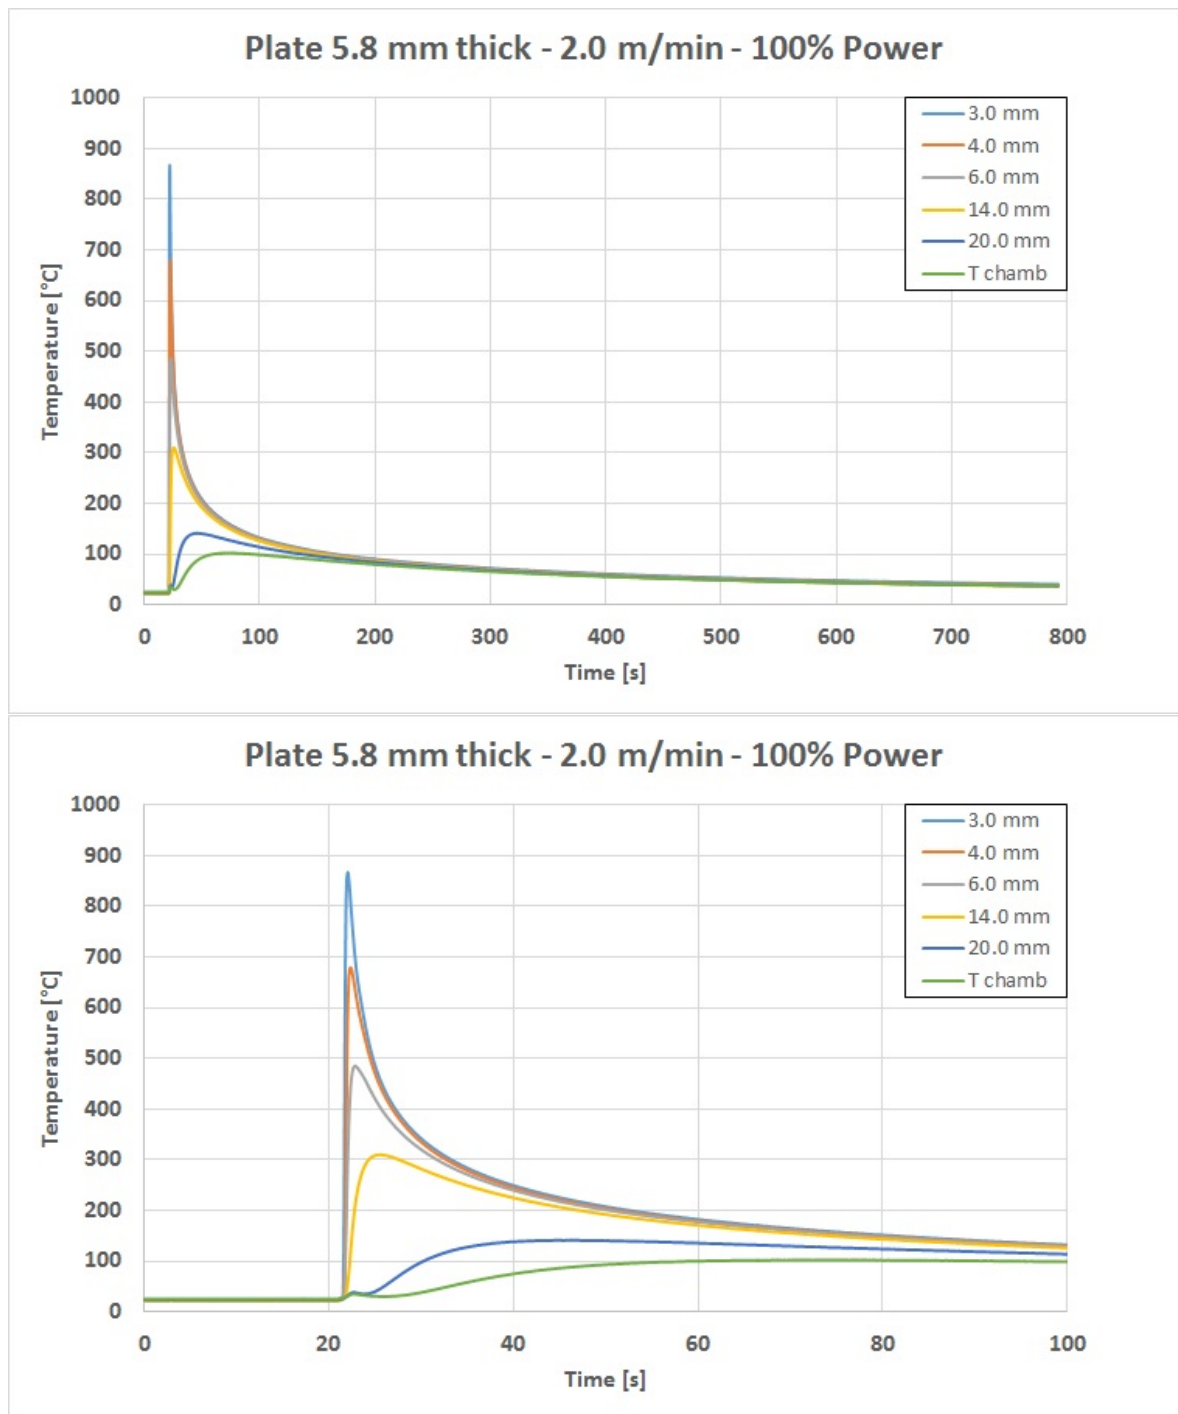 Plate 5.8 mm thick - 2.0 m/min - 100% Power
1000
900
800
700
600
500
400
300
200
100
0
Temperature [°C]
3.0 mm
4.0 mm
6.0 mm
14.0 mm
20.0 mm
T chamb
0 100 200 300 400 500 600 700 800
Time [s]
Plate 5.8 mm thick - 2.0 m/min - 100% Power
1000
900
800
700
600
500
400
300
200
100
0
Temperature [°C]
3.0 mm
4.0 mm
6.0 mm
14.0 mm
20.0 mm
T chamb
0 20 40 60 80 100
Time [s]